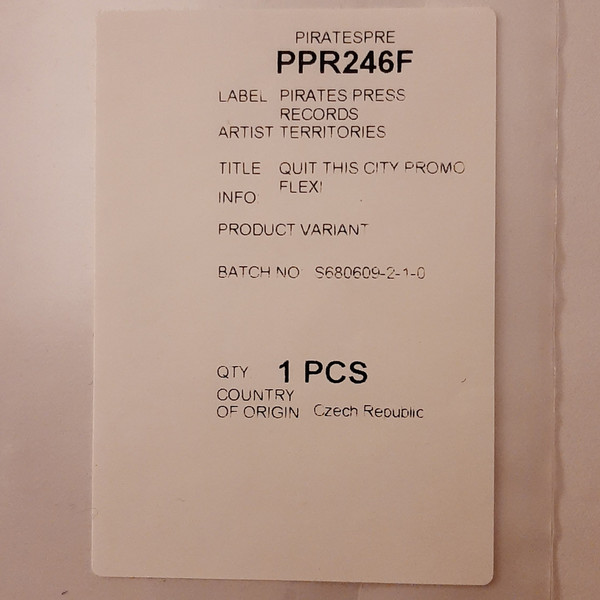 PIRATESPRE
PPR246F
LABEL PIRATES PRESS
RECORDS
ARTIST TERRITORIES
TITLE QUIT THIS CITY PROMO
FLEXI
INFO
PRODUCT VARIANT
BATCH NO S680609-2-1-0
QTY 1 PCS
COUNTRY
OF ORIGIN Czech Republic